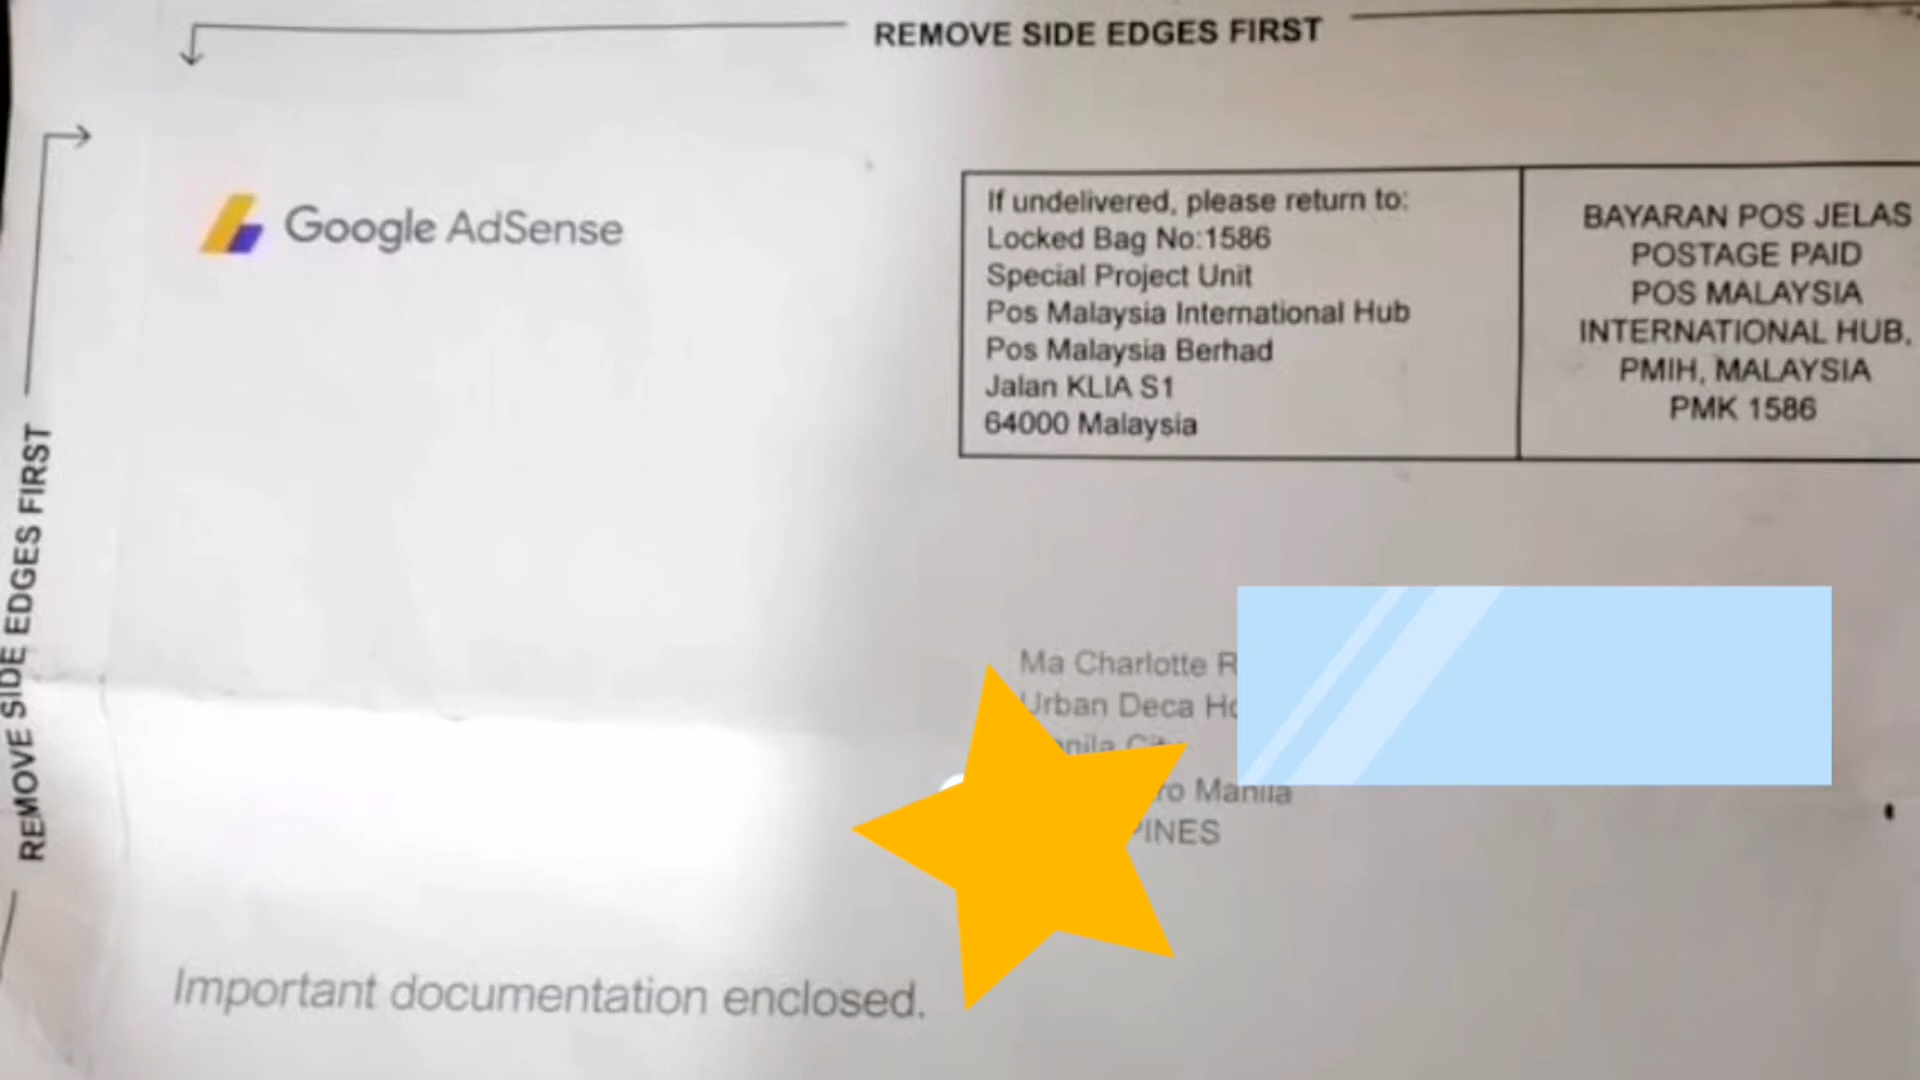 REMOVE SIDE EDGES FIRST
REMOVE SIDE EDGES FIRST
Google AdSense
If undelivered, please return to:
Locked Bag No:1586
Special Project Unit
Pos Malaysia International Hub
Pos Malaysia Berhad
Jalan KLIA S1
64000 Malaysia
BAYARAN POS JELAS
POSTAGE PAID
POS MALAYSIA
INTERNATIONAL HUB,
PMIH, MALAYSIA
PMK 1586
Ma Charlotte R
Urban Deca
Manila
Important documentation enclosed.